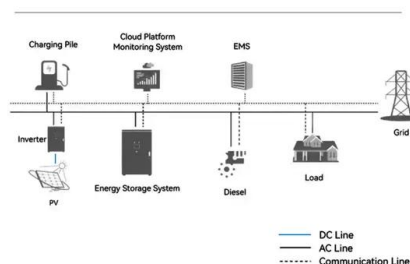 Charging Pile
Cloud Platform
Monitoring System
EMS
Grid
Inverter
PV
Energy Storage System
Diesel
Load
DC Line
AC Line
Communication Line